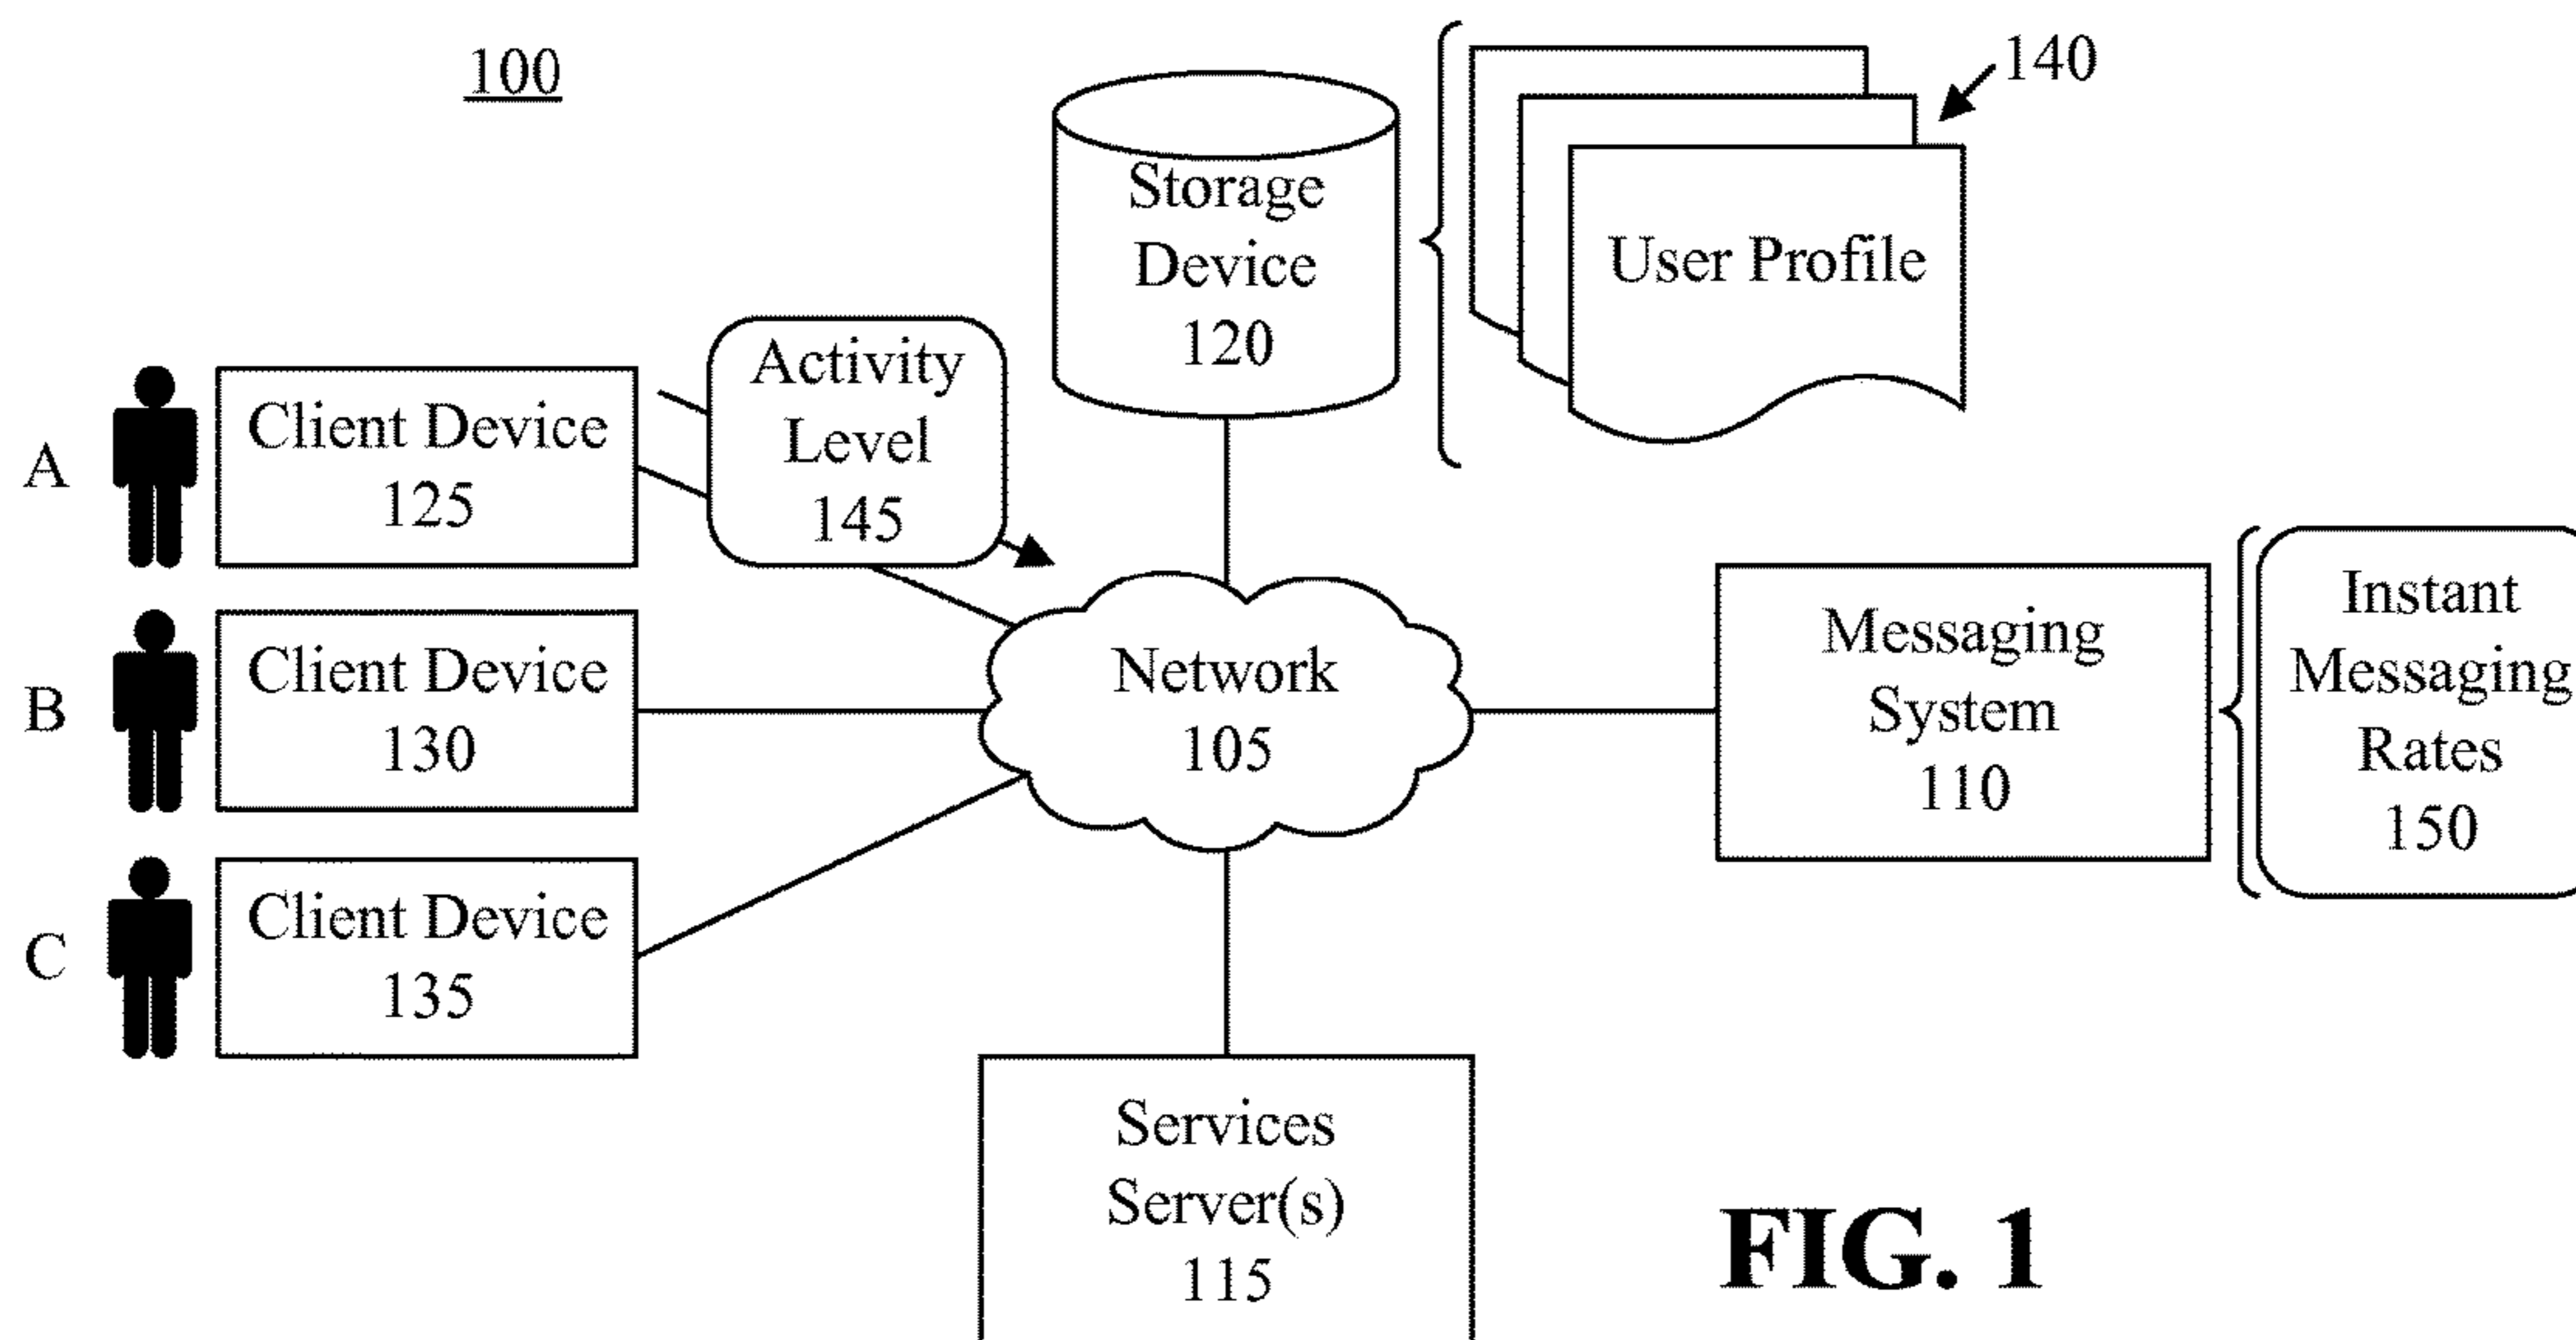 100
140
Storage
Device
120
User Profile
Activity
Level
145
A
Client Device
125
B
Client Device
130
C
Client Device
135
Network
105
Messaging
System
110
Instant
Messaging
Rates
150
Services
Server(s)
115
FIG. 1